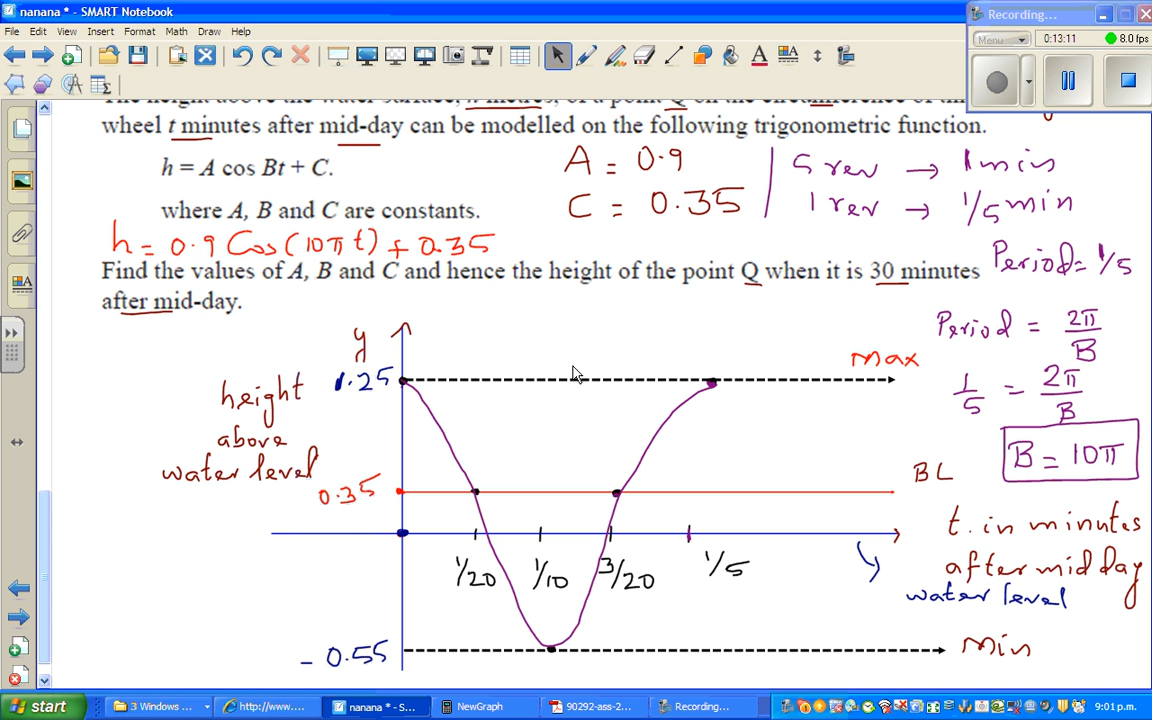 nanana * - SMART Notebook
Recording...
File Edit View Insert Format Math Draw Help
Menu
0:13:11
8.0 fps
wheel t minutes after mid-day can be modelled on the following trigonometric function.
h = A cos Bt + C.
A = 0.9
5 rev → 1 min
where A, B and C are constants.
C = 0.35
1 rev → 1/5 min
h = 0.9 Cos(10π t) + 0.35
Find the values of A, B and C and hence the height of the point Q when it is 30 minutes
after mid-day.
Period = 1/5
Period = 2π/B
1/5 = 2π/B
B = 10π
y
max
1.25
height
above
water level
0.35
BL
t. in minutes
after mid day
water level
1/20 1/10 3/20 1/5
- 0.55
min
start
3 Windows ...
http://www....
nanana * - S...
NewGraph
90292-ass-2...
Recording...
9:01 p.m.